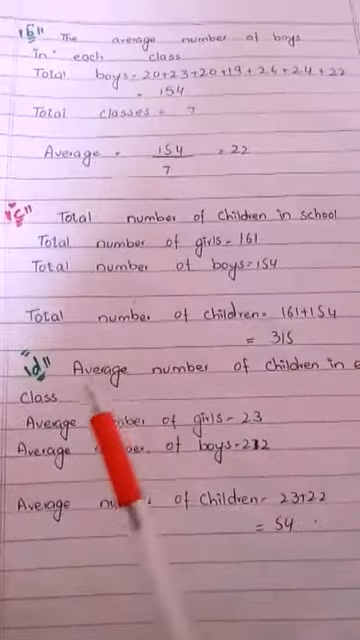 "b" The average number of boys
in each class
Total boys = 20+23+20+19+26+24+22
= 154
Total classes = 7
Average = 154/7 = 22
"c" Total number of Children in school
Total number of girls = 161
Total number of boys = 154
Total number of children = 161+154
= 315
"d" Average number of Children in
Class
Average number of girls = 23
Average of boys = 22
Average of Children = 23+22
= 54